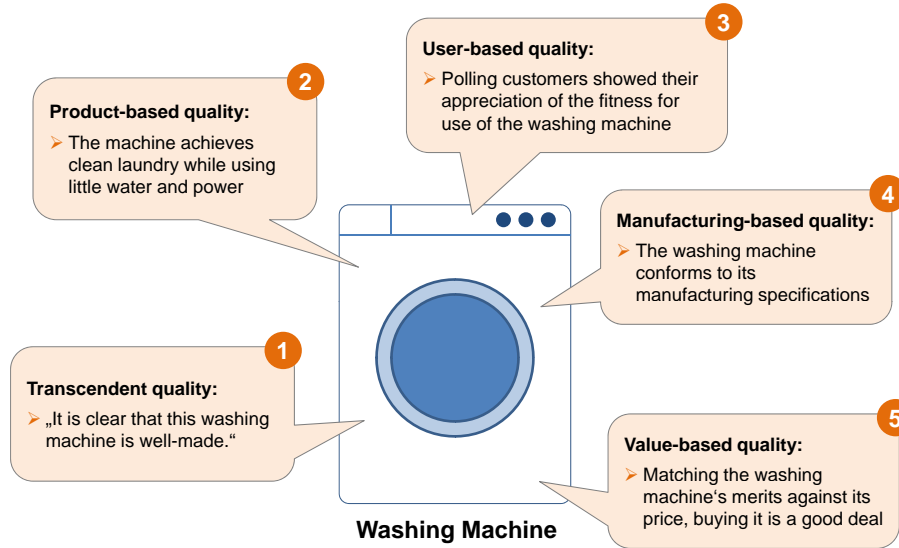 1
Transcendent quality:
➢ „It is clear that this washing
machine is well-made.“
2
Product-based quality:
➢ The machine achieves
clean laundry while using
little water and power
3
User-based quality:
➢ Polling customers showed their
appreciation of the fitness for
use of the washing machine
4
Manufacturing-based quality:
➢ The washing machine
conforms to its
manufacturing specifications
5
Value-based quality:
➢ Matching the washing
machine‘s merits against its
price, buying it is a good deal
Washing Machine